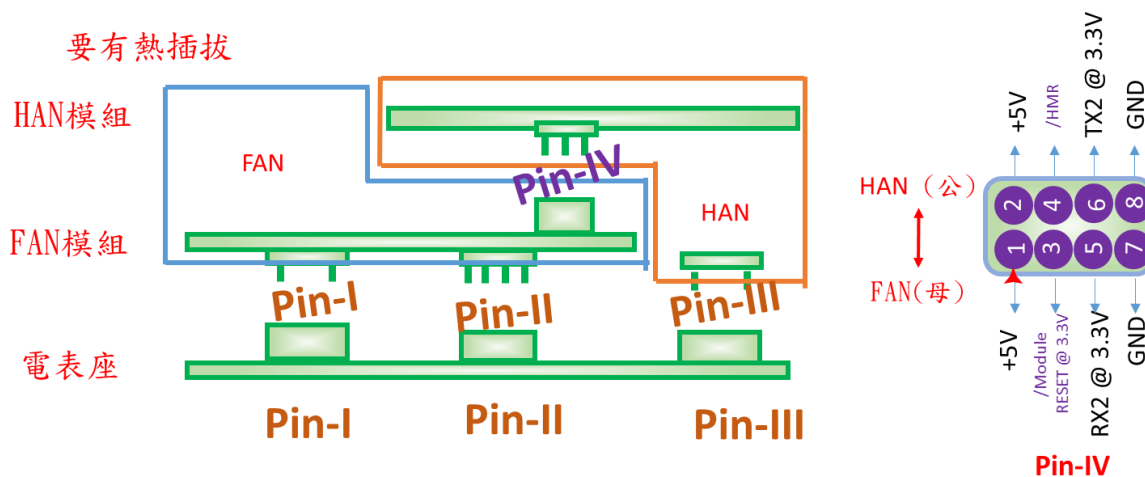 要有熱插拔
HAN模組
FAN
Pin-IV
HAN
FAN模組
Pin-I
Pin-II
Pin-III
電表座
Pin-I
Pin-II
Pin-III
+5V
/HMR
TX2 @ 3.3V
GND
HAN（公）
2
4
6
8
1
3
5
7
FAN(母)
+5V
/Module
RESET @ 3.3V
RX2 @ 3.3V
GND
Pin-IV